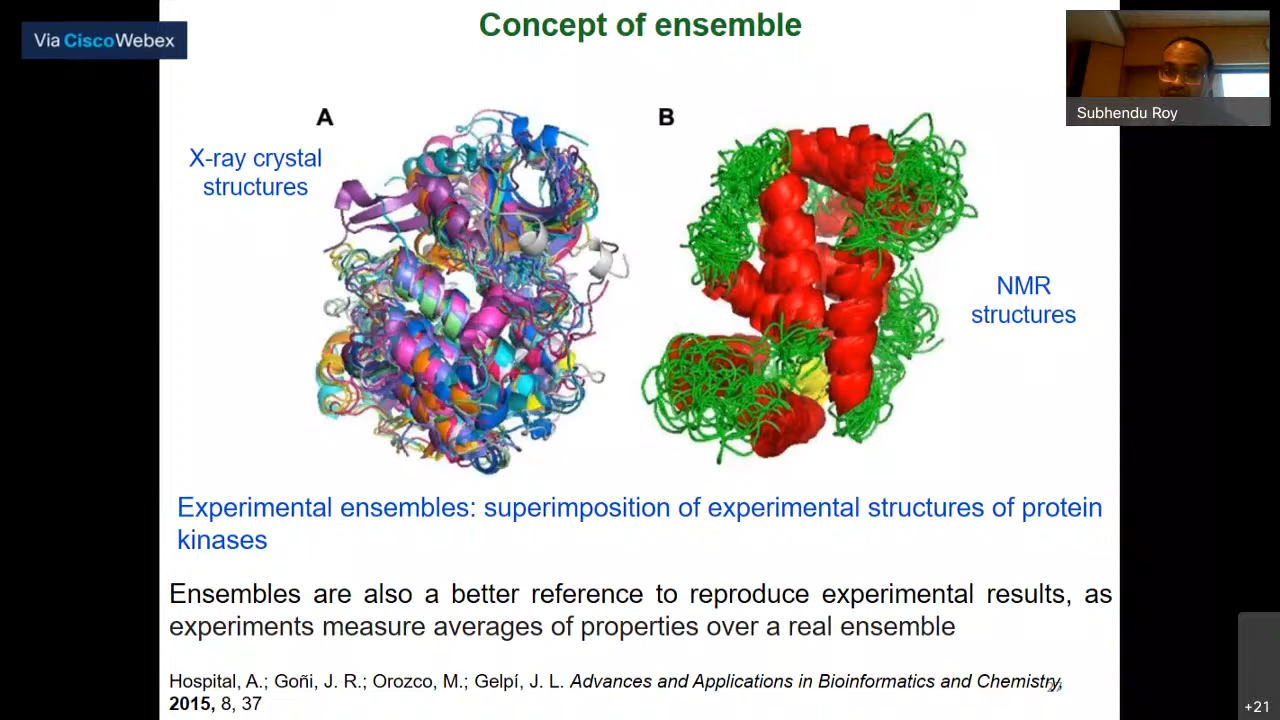 Concept of ensemble
Via Cisco Webex
Subhendu Roy
A
B
X-ray crystal
structures
NMR
structures
Experimental ensembles: superimposition of experimental structures of protein
kinases
Ensembles are also a better reference to reproduce experimental results, as
experiments measure averages of properties over a real ensemble
Hospital, A.; Goñi, J. R.; Orozco, M.; Gelpí, J. L. Advances and Applications in Bioinformatics and Chemistry,
2015, 8, 37
+21